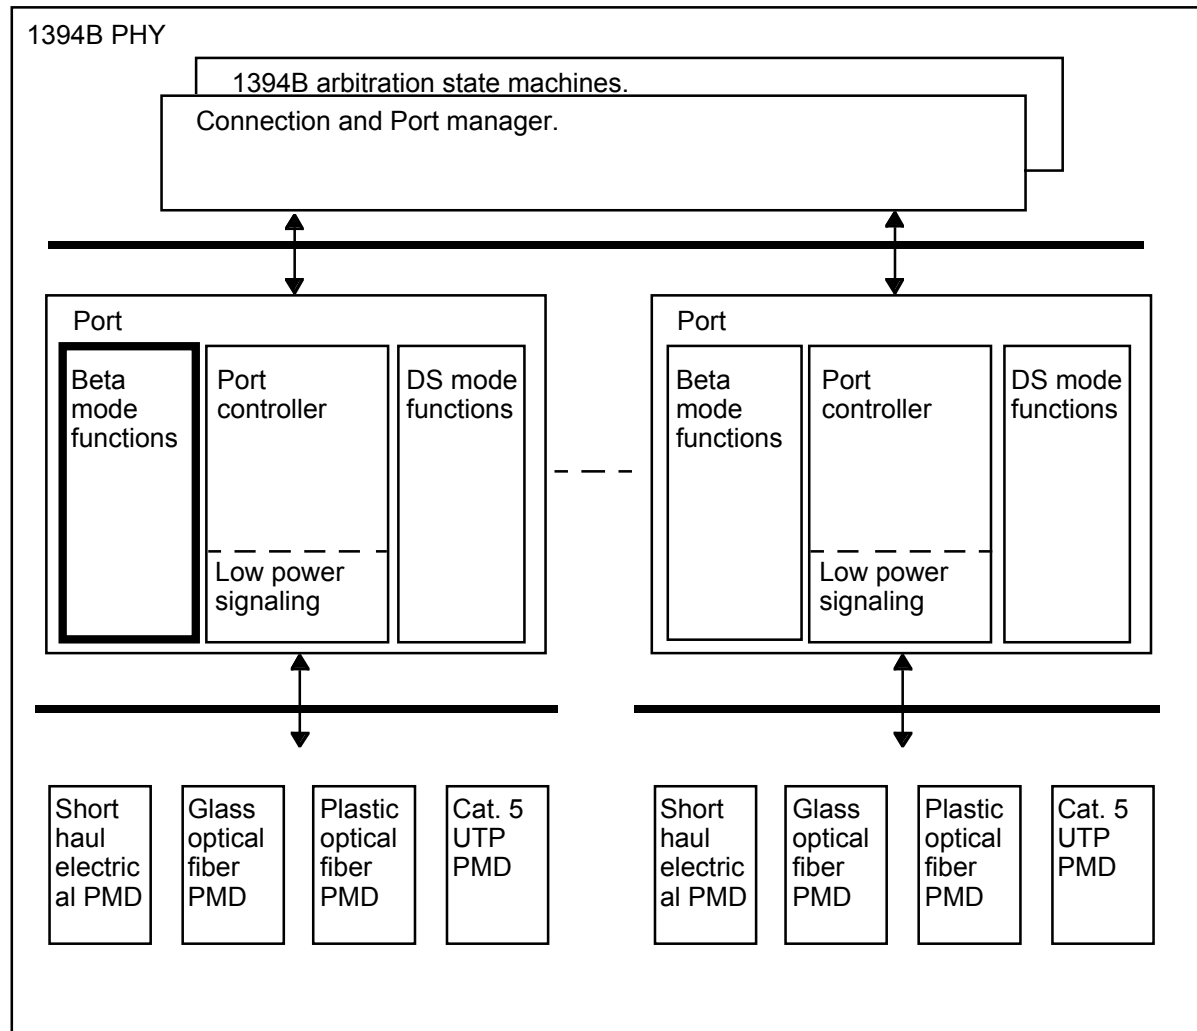 1394B PHY
1394B arbitration state machines.
Connection and Port manager.
Port
Beta
mode
functions
Port
controller
Low power
signaling
DS mode
functions
Port
Beta
mode
functions
Port
controller
Low power
signaling
DS mode
functions
Short
haul
electric
al PMD
Glass
optical
fiber
PMD
Plastic
optical
fiber
PMD
Cat. 5
UTP
PMD
Short
haul
electric
al PMD
Glass
optical
fiber
PMD
Plastic
optical
fiber
PMD
Cat. 5
UTP
PMD